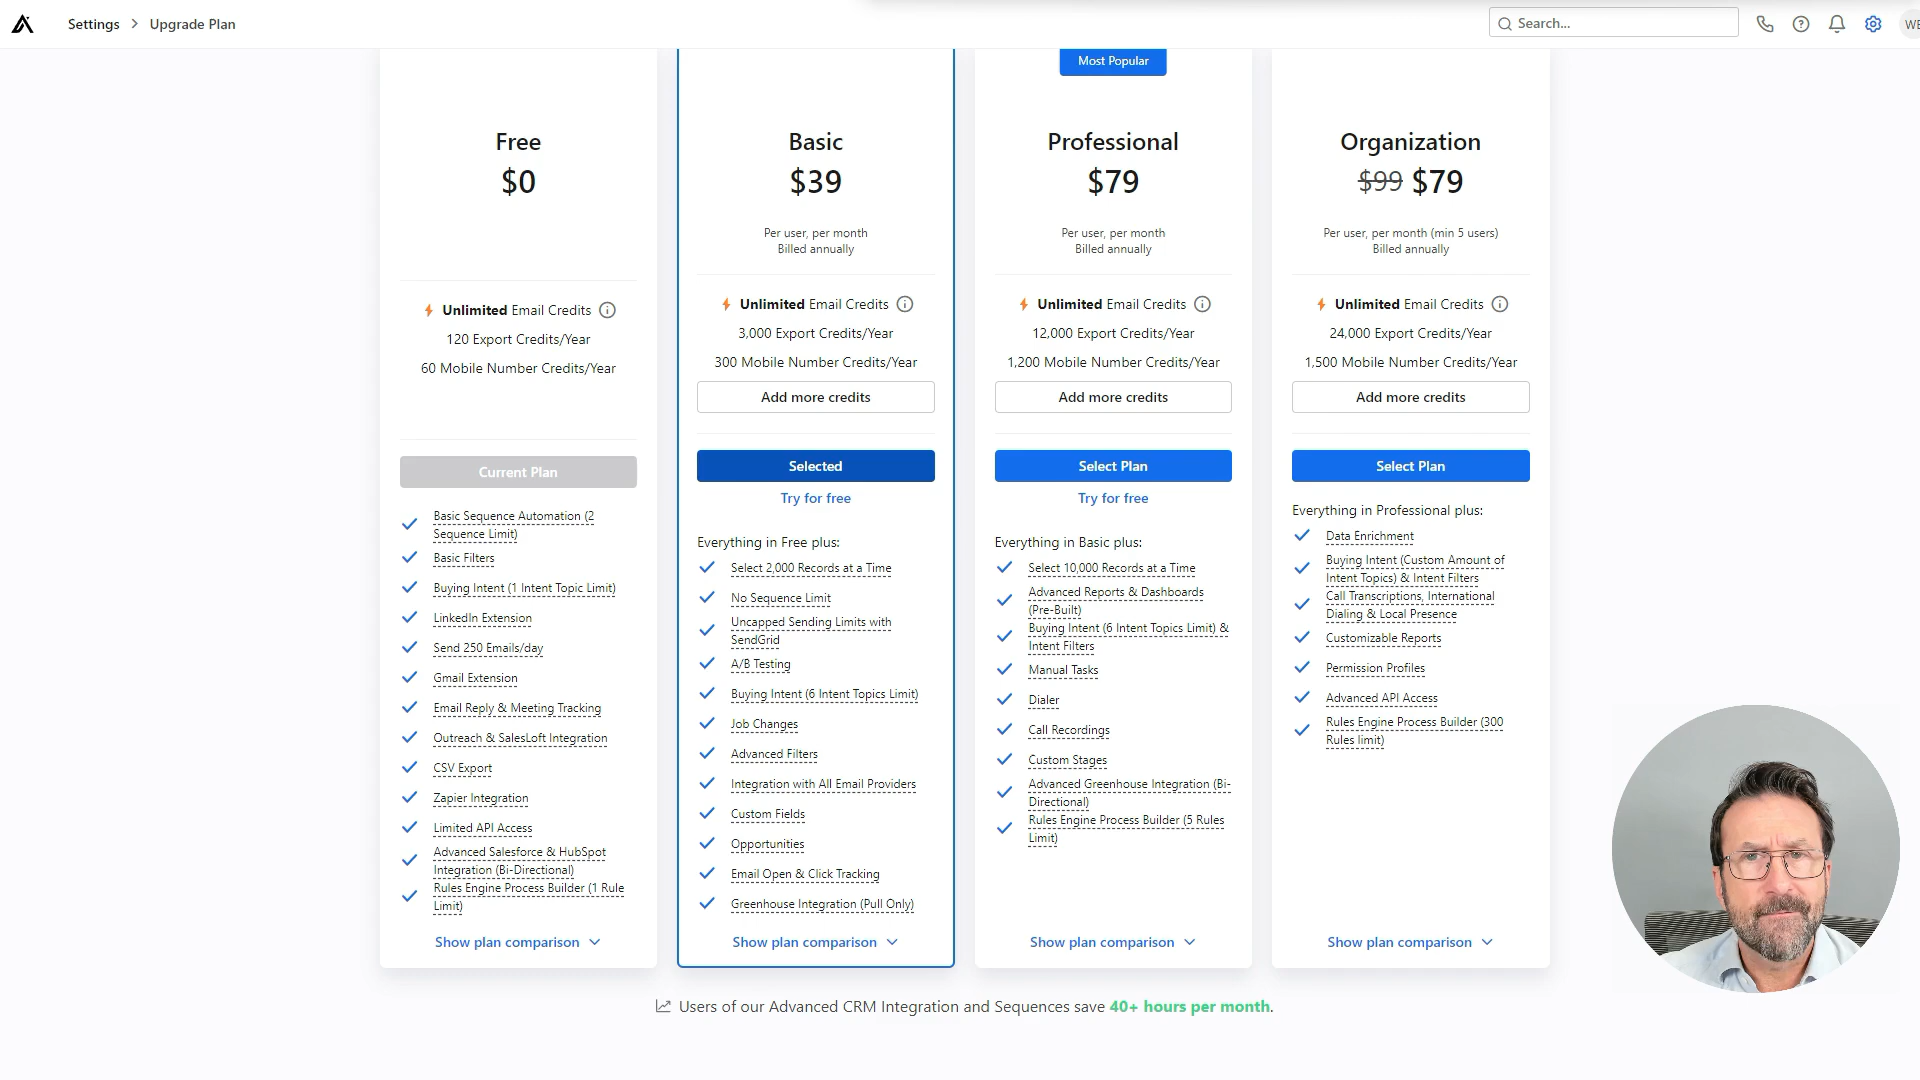 Settings > Upgrade Plan
Search...
WE
Most Popular
Free
$0
Unlimited Email Credits
120 Export Credits/Year
60 Mobile Number Credits/Year
Current Plan
Basic Sequence Automation (2
Sequence Limit)
Basic Filters
Buying Intent (1 Intent Topic Limit)
LinkedIn Extension
Send 250 Emails/day
Gmail Extension
Email Reply & Meeting Tracking
Outreach & SalesLoft Integration
CSV Export
Zapier Integration
Limited API Access
Advanced Salesforce & HubSpot
Integration (Bi-Directional)
Rules Engine Process Builder (1 Rule
Limit)
Show plan comparison
Basic
$39
Per user, per month
Billed annually
Unlimited Email Credits
3,000 Export Credits/Year
300 Mobile Number Credits/Year
Add more credits
Selected
Try for free
Everything in Free plus:
Select 2,000 Records at a Time
No Sequence Limit
Uncapped Sending Limits with
SendGrid
A/B Testing
Buying Intent (6 Intent Topics Limit)
Job Changes
Advanced Filters
Integration with All Email Providers
Custom Fields
Opportunities
Email Open & Click Tracking
Greenhouse Integration (Pull Only)
Show plan comparison
Professional
$79
Per user, per month
Billed annually
Unlimited Email Credits
12,000 Export Credits/Year
1,200 Mobile Number Credits/Year
Add more credits
Select Plan
Try for free
Everything in Basic plus:
Select 10,000 Records at a Time
Advanced Reports & Dashboards
(Pre-Built)
Buying Intent (6 Intent Topics Limit) &
Intent Filters
Manual Tasks
Dialer
Call Recordings
Custom Stages
Advanced Greenhouse Integration (Bi-
Directional)
Rules Engine Process Builder (5 Rules
Limit)
Show plan comparison
Organization
$99 $79
Per user, per month (min 5 users)
Billed annually
Unlimited Email Credits
24,000 Export Credits/Year
1,500 Mobile Number Credits/Year
Add more credits
Select Plan
Everything in Professional plus:
Data Enrichment
Buying Intent (Custom Amount of
Intent Topics) & Intent Filters
Call Transcriptions, International
Dialing & Local Presence
Customizable Reports
Permission Profiles
Advanced API Access
Rules Engine Process Builder (300
Rules limit)
Show plan comparison
Users of our Advanced CRM Integration and Sequences save 40+ hours per month.